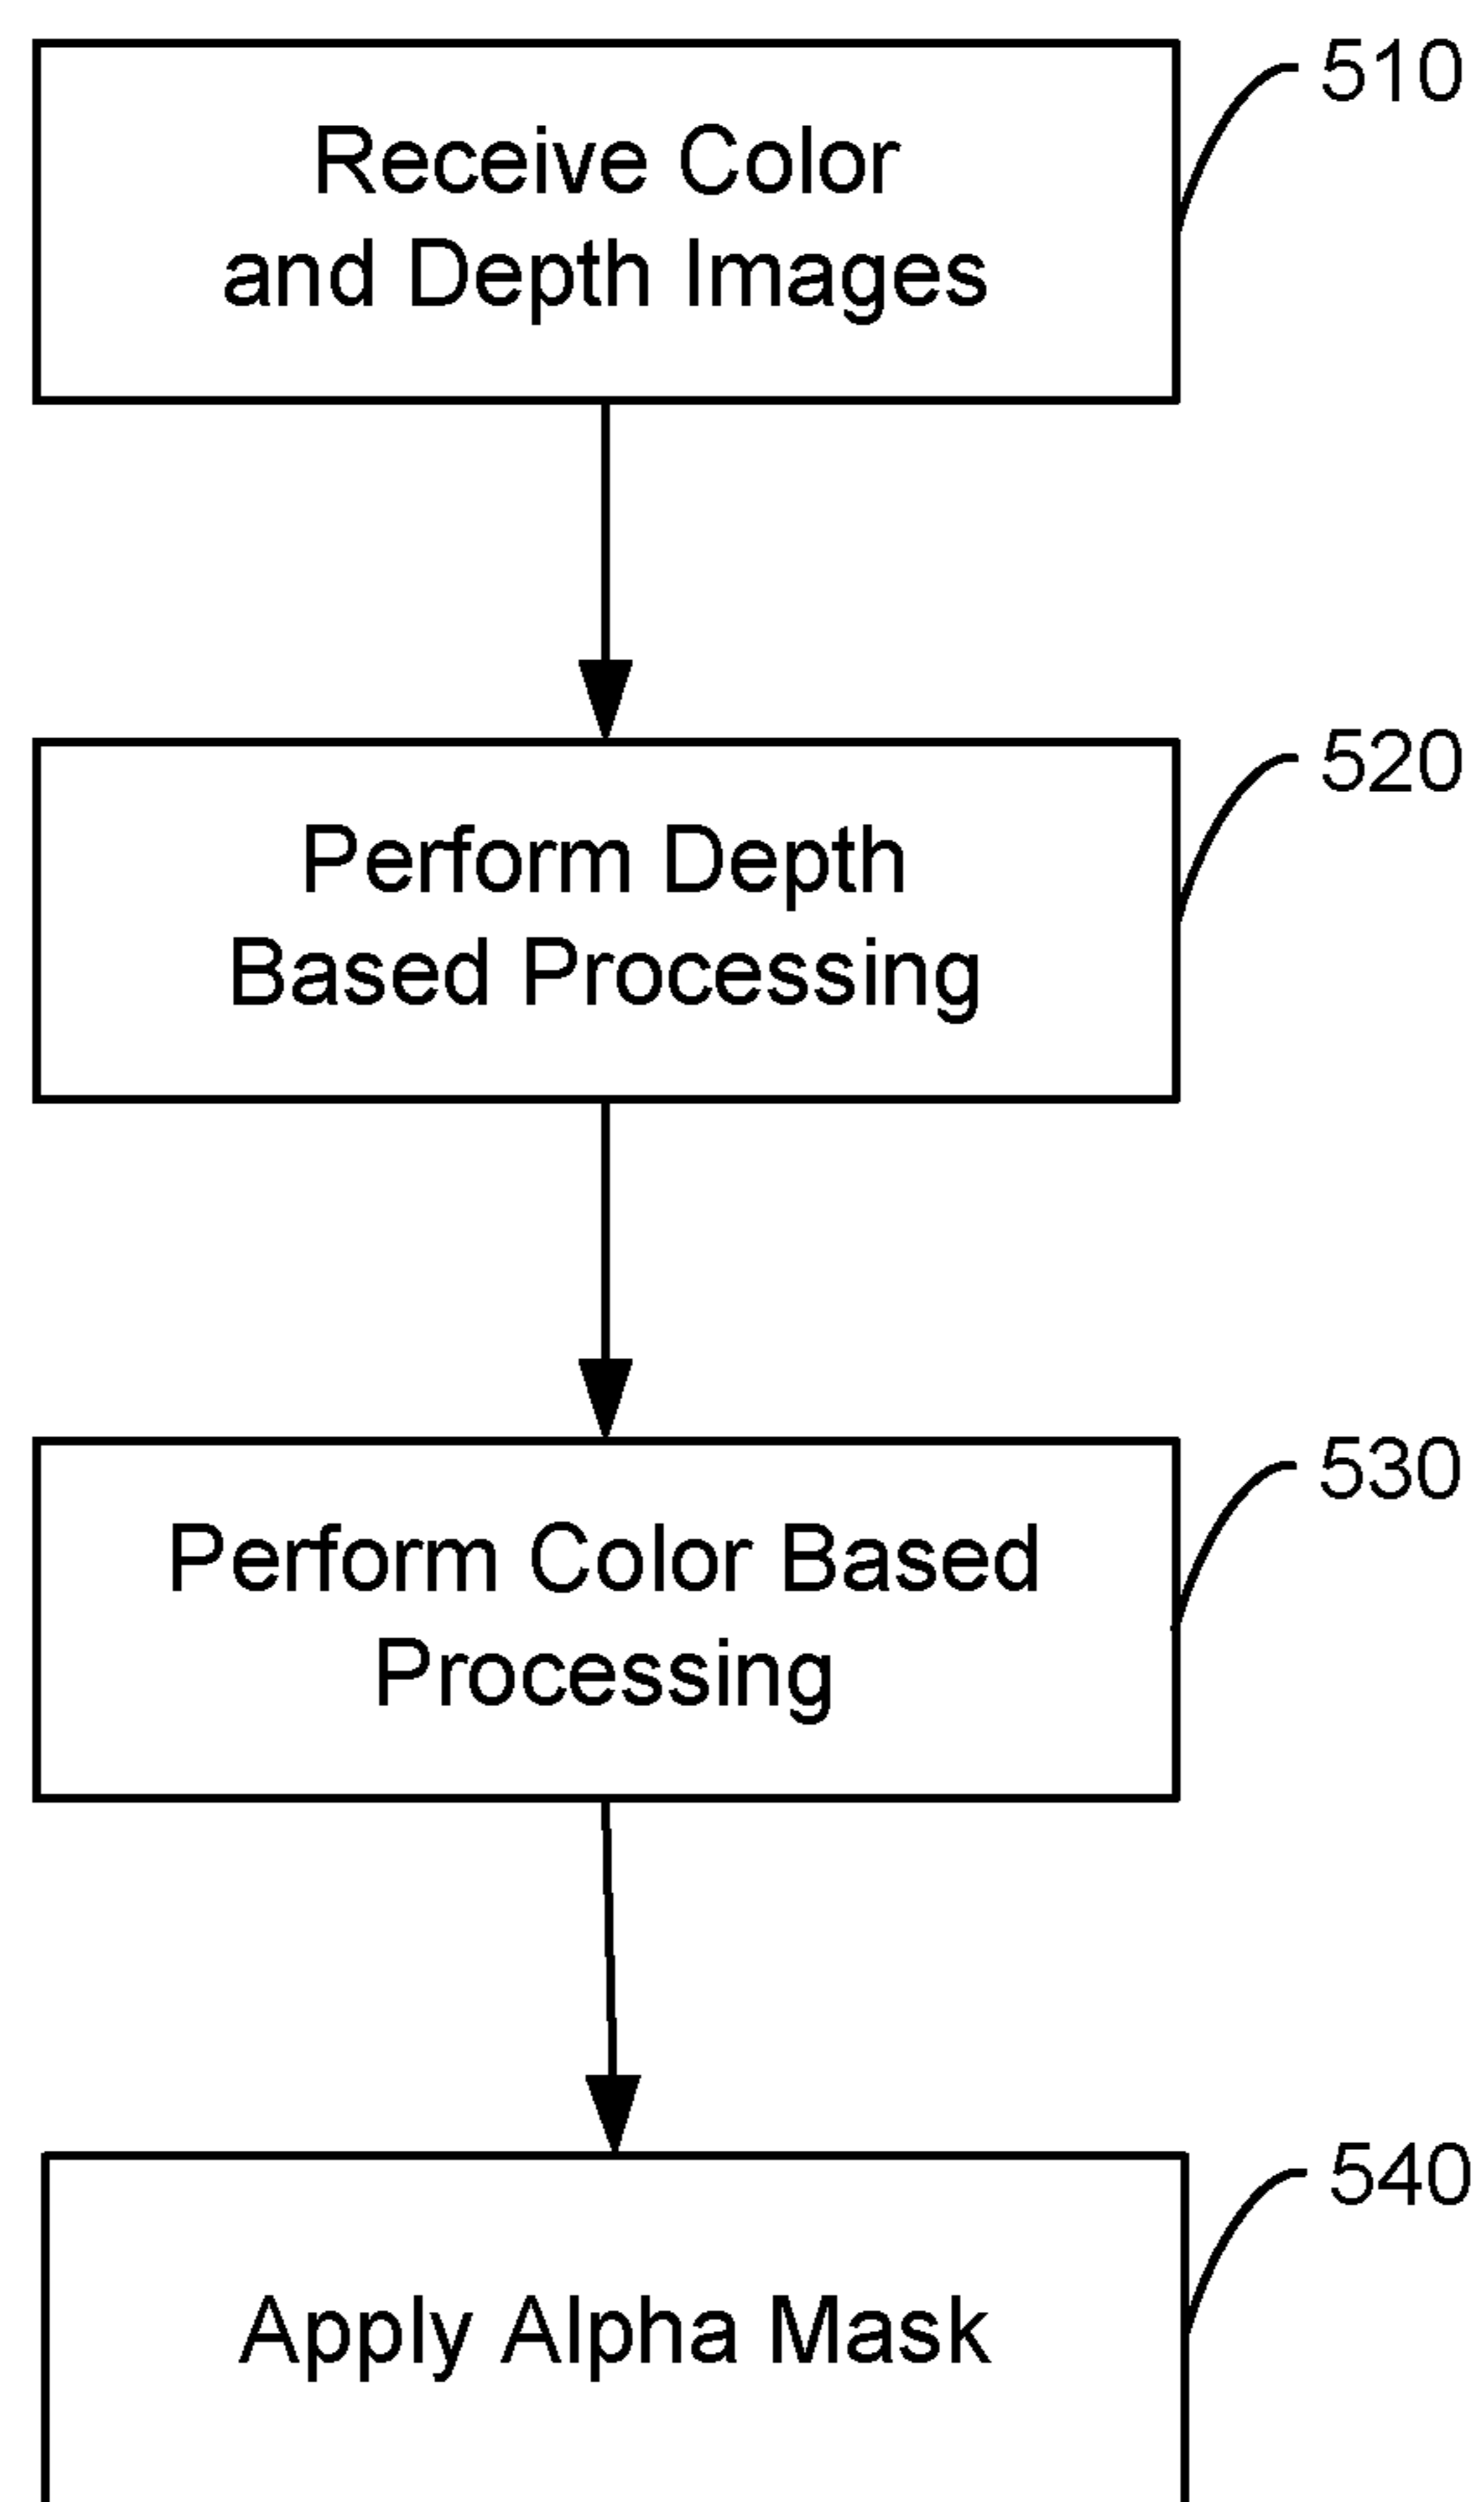 510
Receive Color
and Depth Images
520
Perform Depth
Based Processing
530
Perform Color Based
Processing
540
Apply Alpha Mask